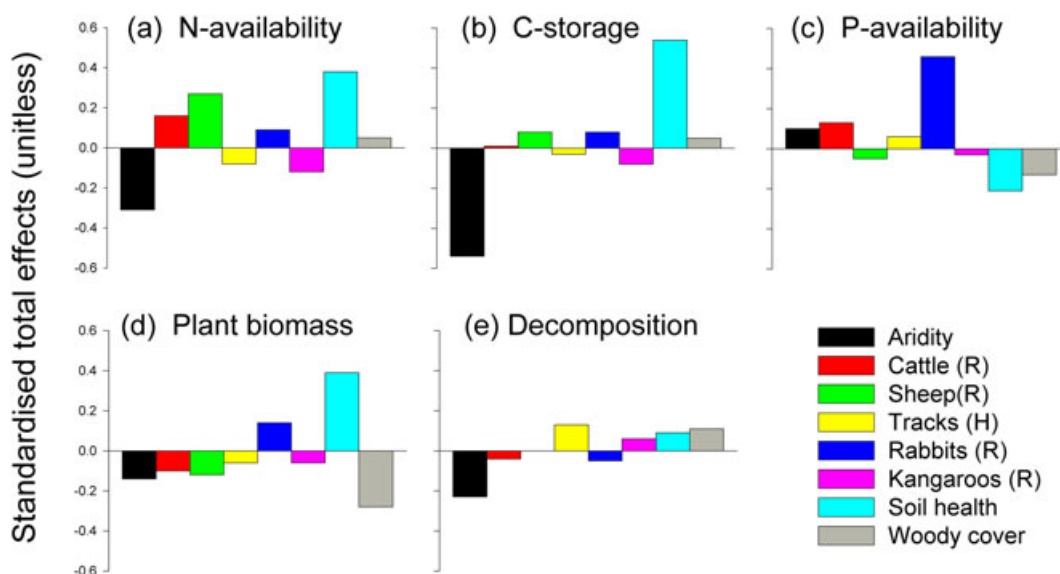 Standardised total effects (unitless)
(a) N-availability
(b) C-storage
(c) P-availability
0.6
0.4
0.2
0.0
-0.2
-0.4
-0.6
(d) Plant biomass
(e) Decomposition
0.6
0.4
0.2
0.0
-0.2
-0.4
-0.6
Aridity
Cattle (R)
Sheep(R)
Tracks (H)
Rabbits (R)
Kangaroos (R)
Soil health
Woody cover